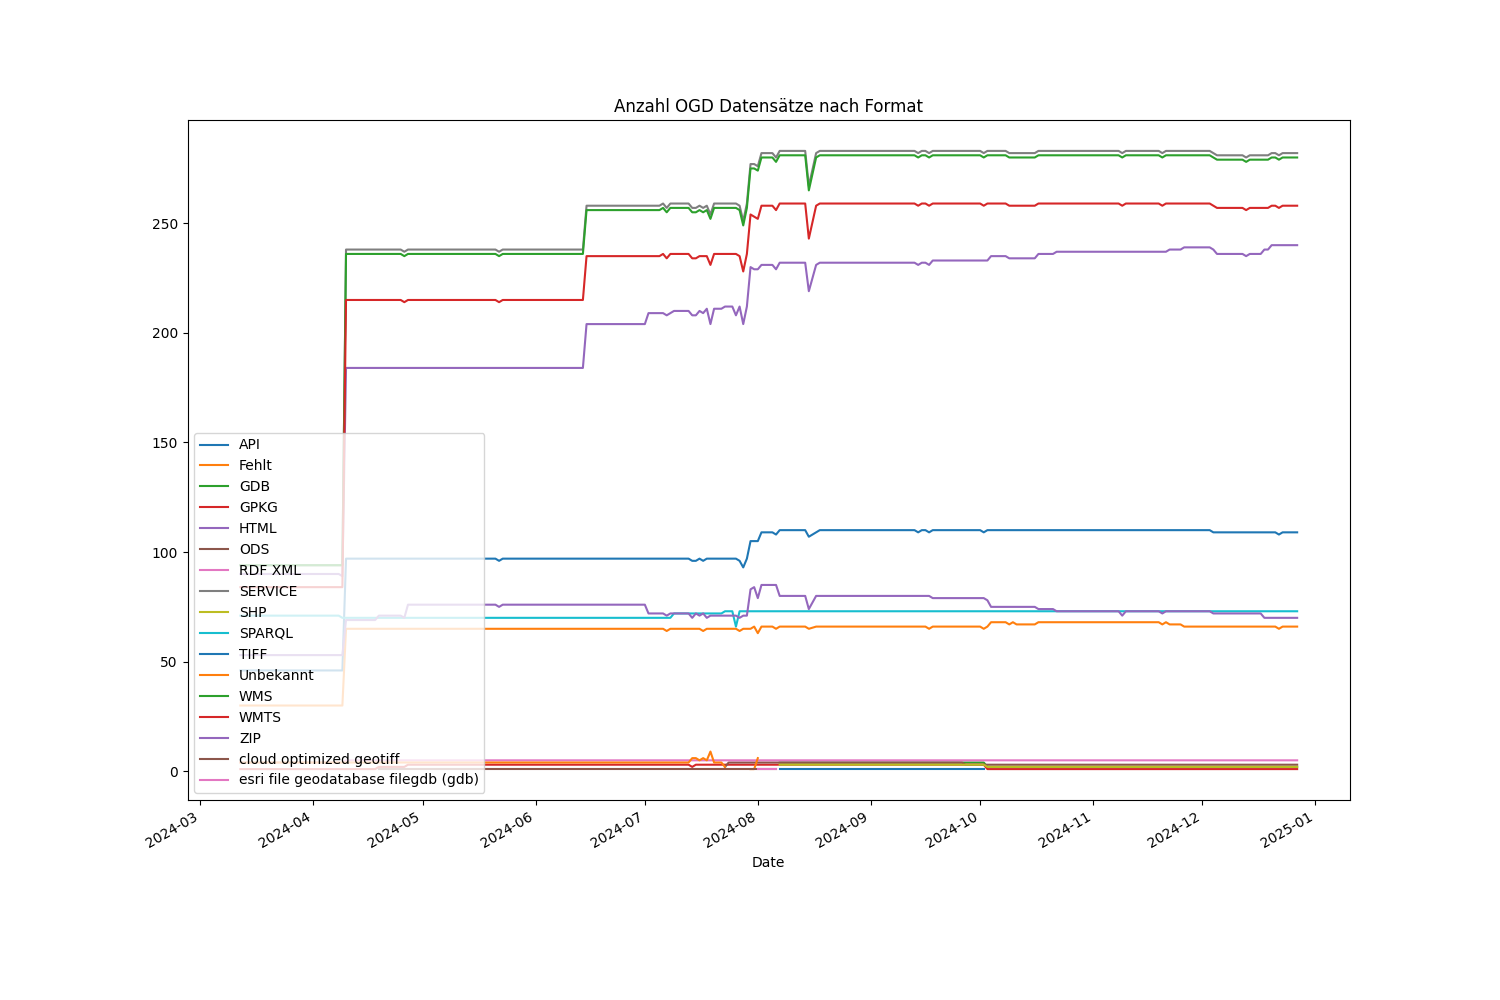 Anzahl OGD Datensätze nach Format
250
200
150
100
50
0
API
Fehlt
GDB
GPKG
HTML
ODS
RDF XML
SERVICE
SHP
SPARQL
TIFF
Unbekannt
WMS
WMTS
ZIP
cloud optimized geotiff
esri file geodatabase filegdb (gdb)
2024-03
2024-04
2024-05
2024-06
2024-07
2024-08
2024-09
2024-10
2024-11
2024-12
2025-01
Date